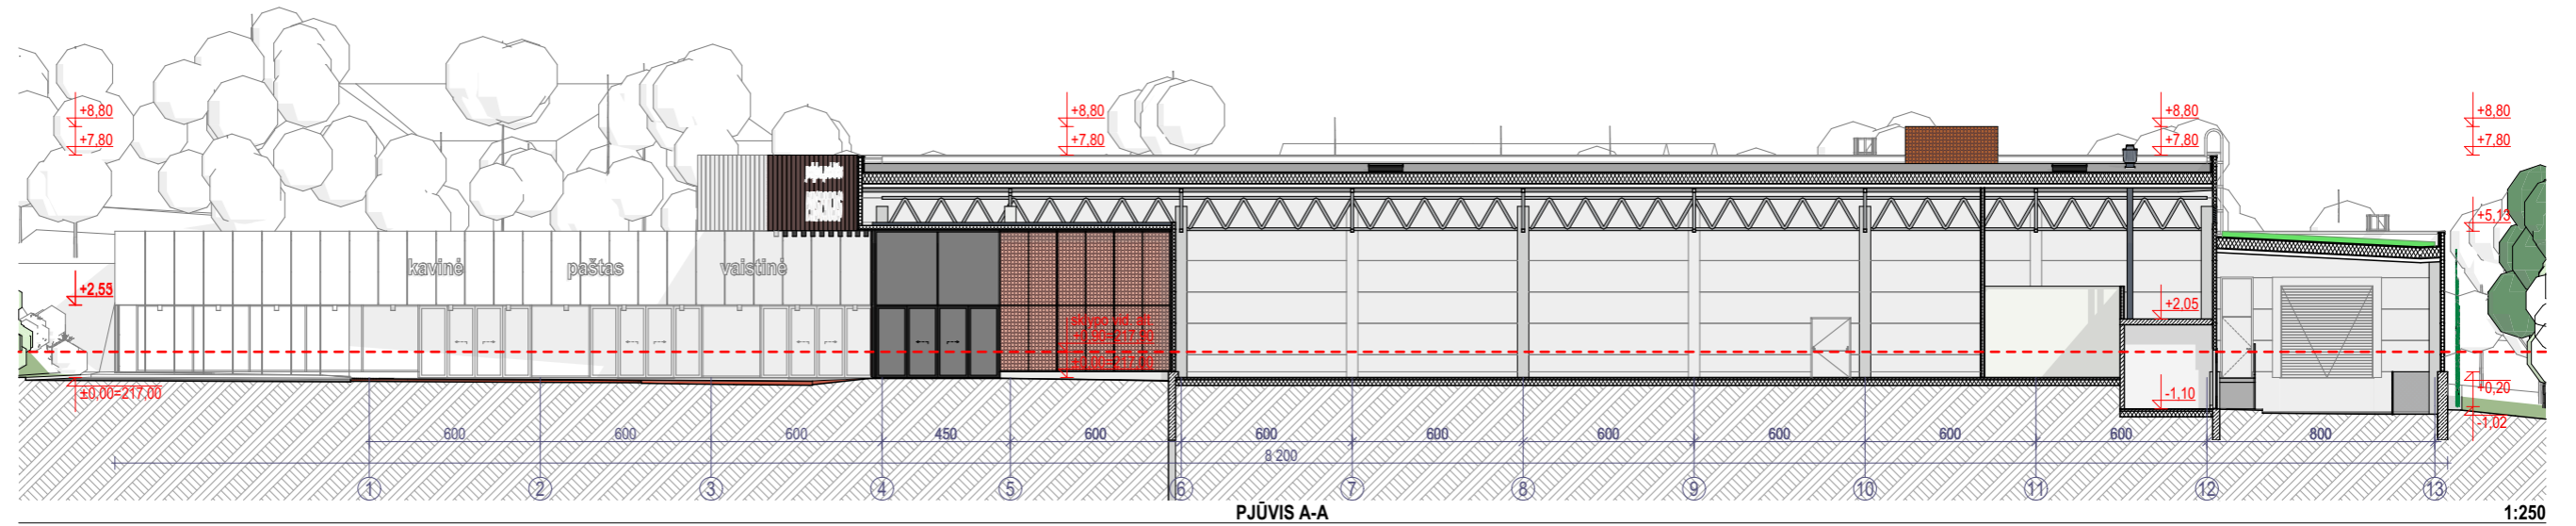 +8,80 +8,80 +8,80 +8,80
+7,80 +7,80 +7,80 +7,80
+5,13
kavinė paštas vaistinė
+2,53
+2,05
±0,00=217,00
-1,10
+0,20
-1,02
600 600 600 450 600 600 600 600 600 600 600 800
8 200
1 2 3 4 5 6 7 8 9 10 11 12 13
PJŪVIS A-A
1:250